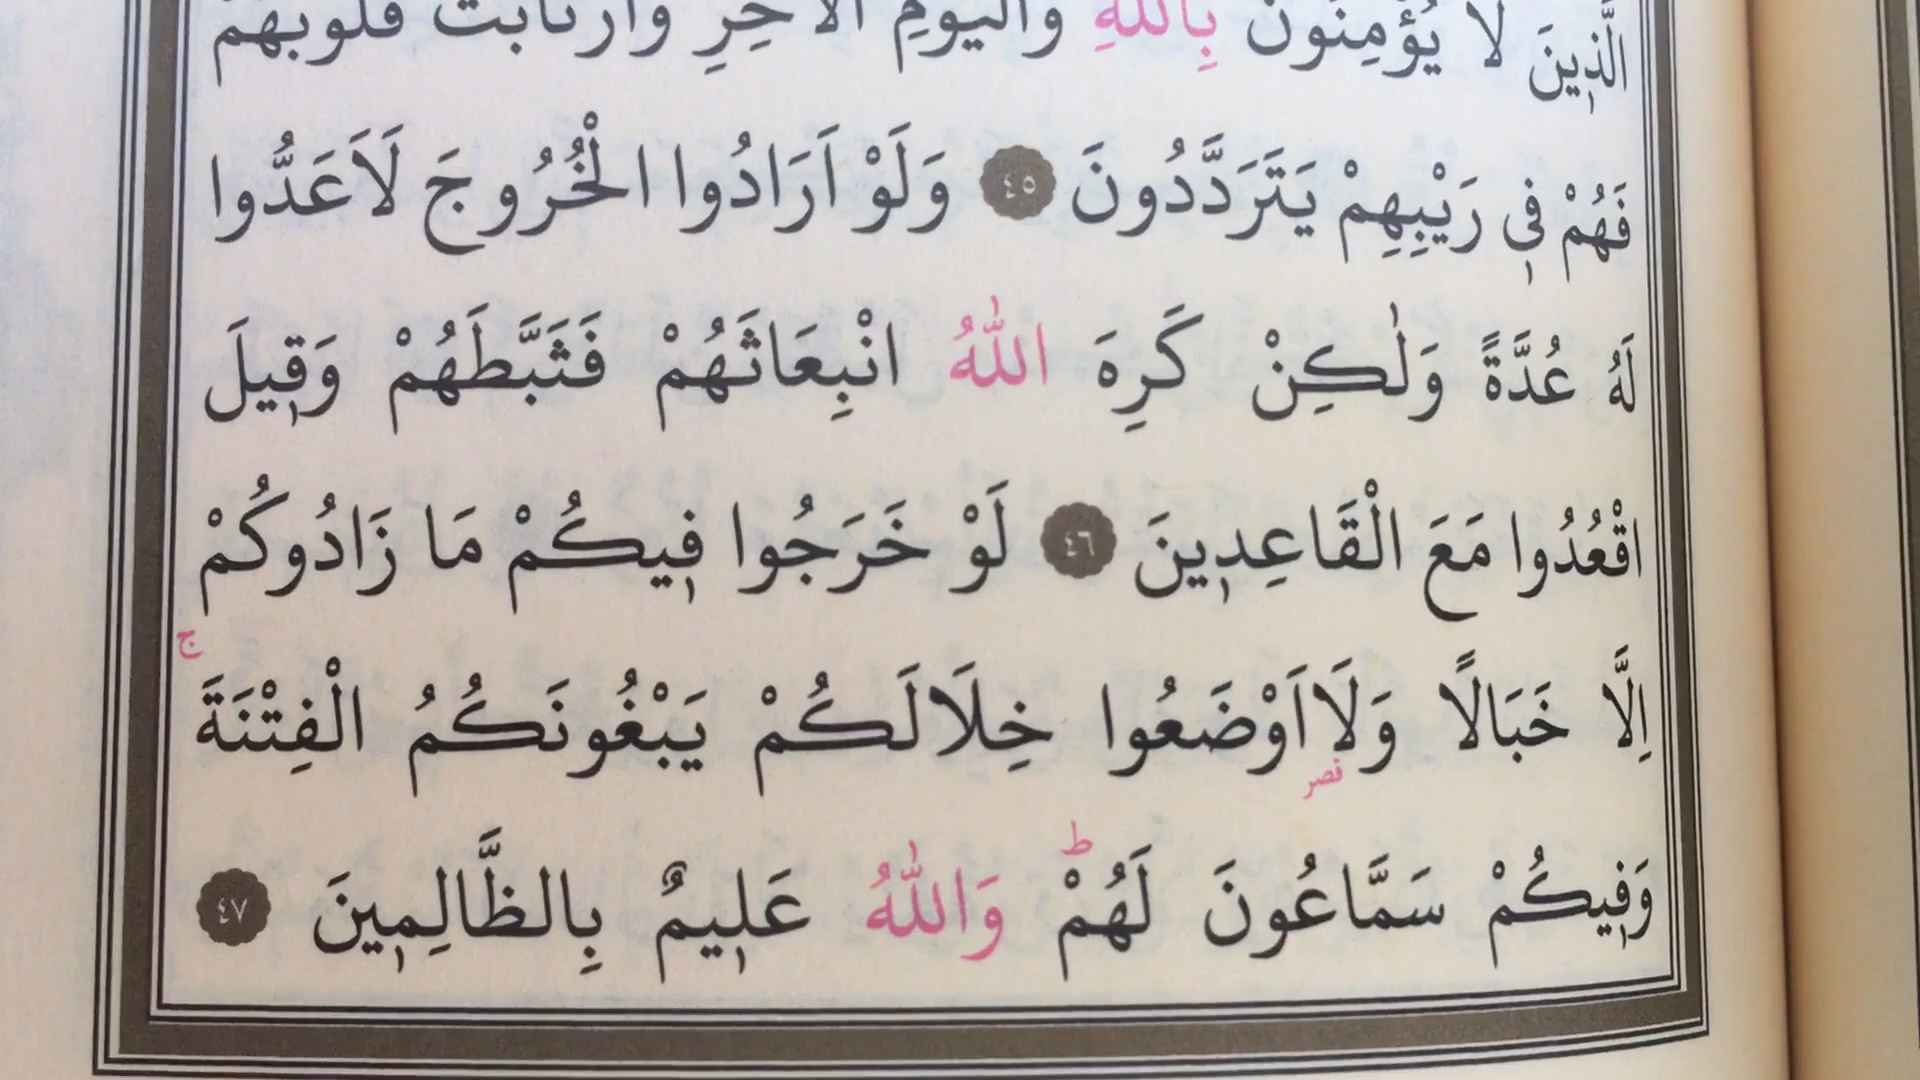 الَّذِينَ لَا يُؤْمِنُونَ بِاللّٰهِ وَالْيَوْمِ الْاٰخِرِ وَارْتَابَتْ قُلُوبُهُمْ
فَهُمْ فٖي رَيْبِهِمْ يَتَرَدَّدُونَ ٤٥ وَلَوْ اَرَادُوا الْخُرُوجَ لَاَعَدُّوا
لَهُ عُدَّةً وَلٰكِنْ كَرِهَ اللّٰهُ انْبِعَاثَهُمْ فَثَبَّطَهُمْ وَقٖيلَ
اقْعُدُوا مَعَ الْقَاعِدٖينَ ٤٦ لَوْ خَرَجُوا فٖيكُمْ مَا زَادُوكُمْ
اِلَّا خَبَالًا وَلَااَوْضَعُوا خِلَالَكُمْ يَبْغُونَكُمُ الْفِتْنَةَ ج
قصر
وَفٖيكُمْ سَمَّاعُونَ لَهُمْ ط وَاللّٰهُ عَلٖيمٌ بِالظَّالِمٖينَ ٤٧